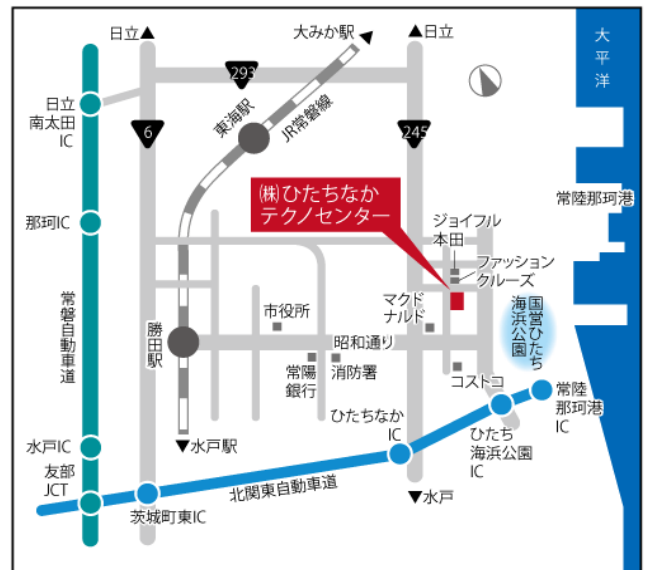 日立▲
大みか駅▲
▲日立
大平洋
293
日立
南太田
IC
6
東海駅
JR常磐線
245
㈱ひたちなか
テクノセンター
常陸那珂港
那珂IC
ジョイフル
本田
ファッション
クルーズ
常磐自動車道
市役所
マクド
ナルド
国営ひたち
海浜公園
勝田駅
昭和通り
常陽
銀行
消防署
コストコ
常陸
那珂港
IC
ひたちなか
IC
ひたち
海浜公園
IC
水戸IC
▼水戸駅
友部
JCT
北関東自動車道
▼水戸
茨城町東IC